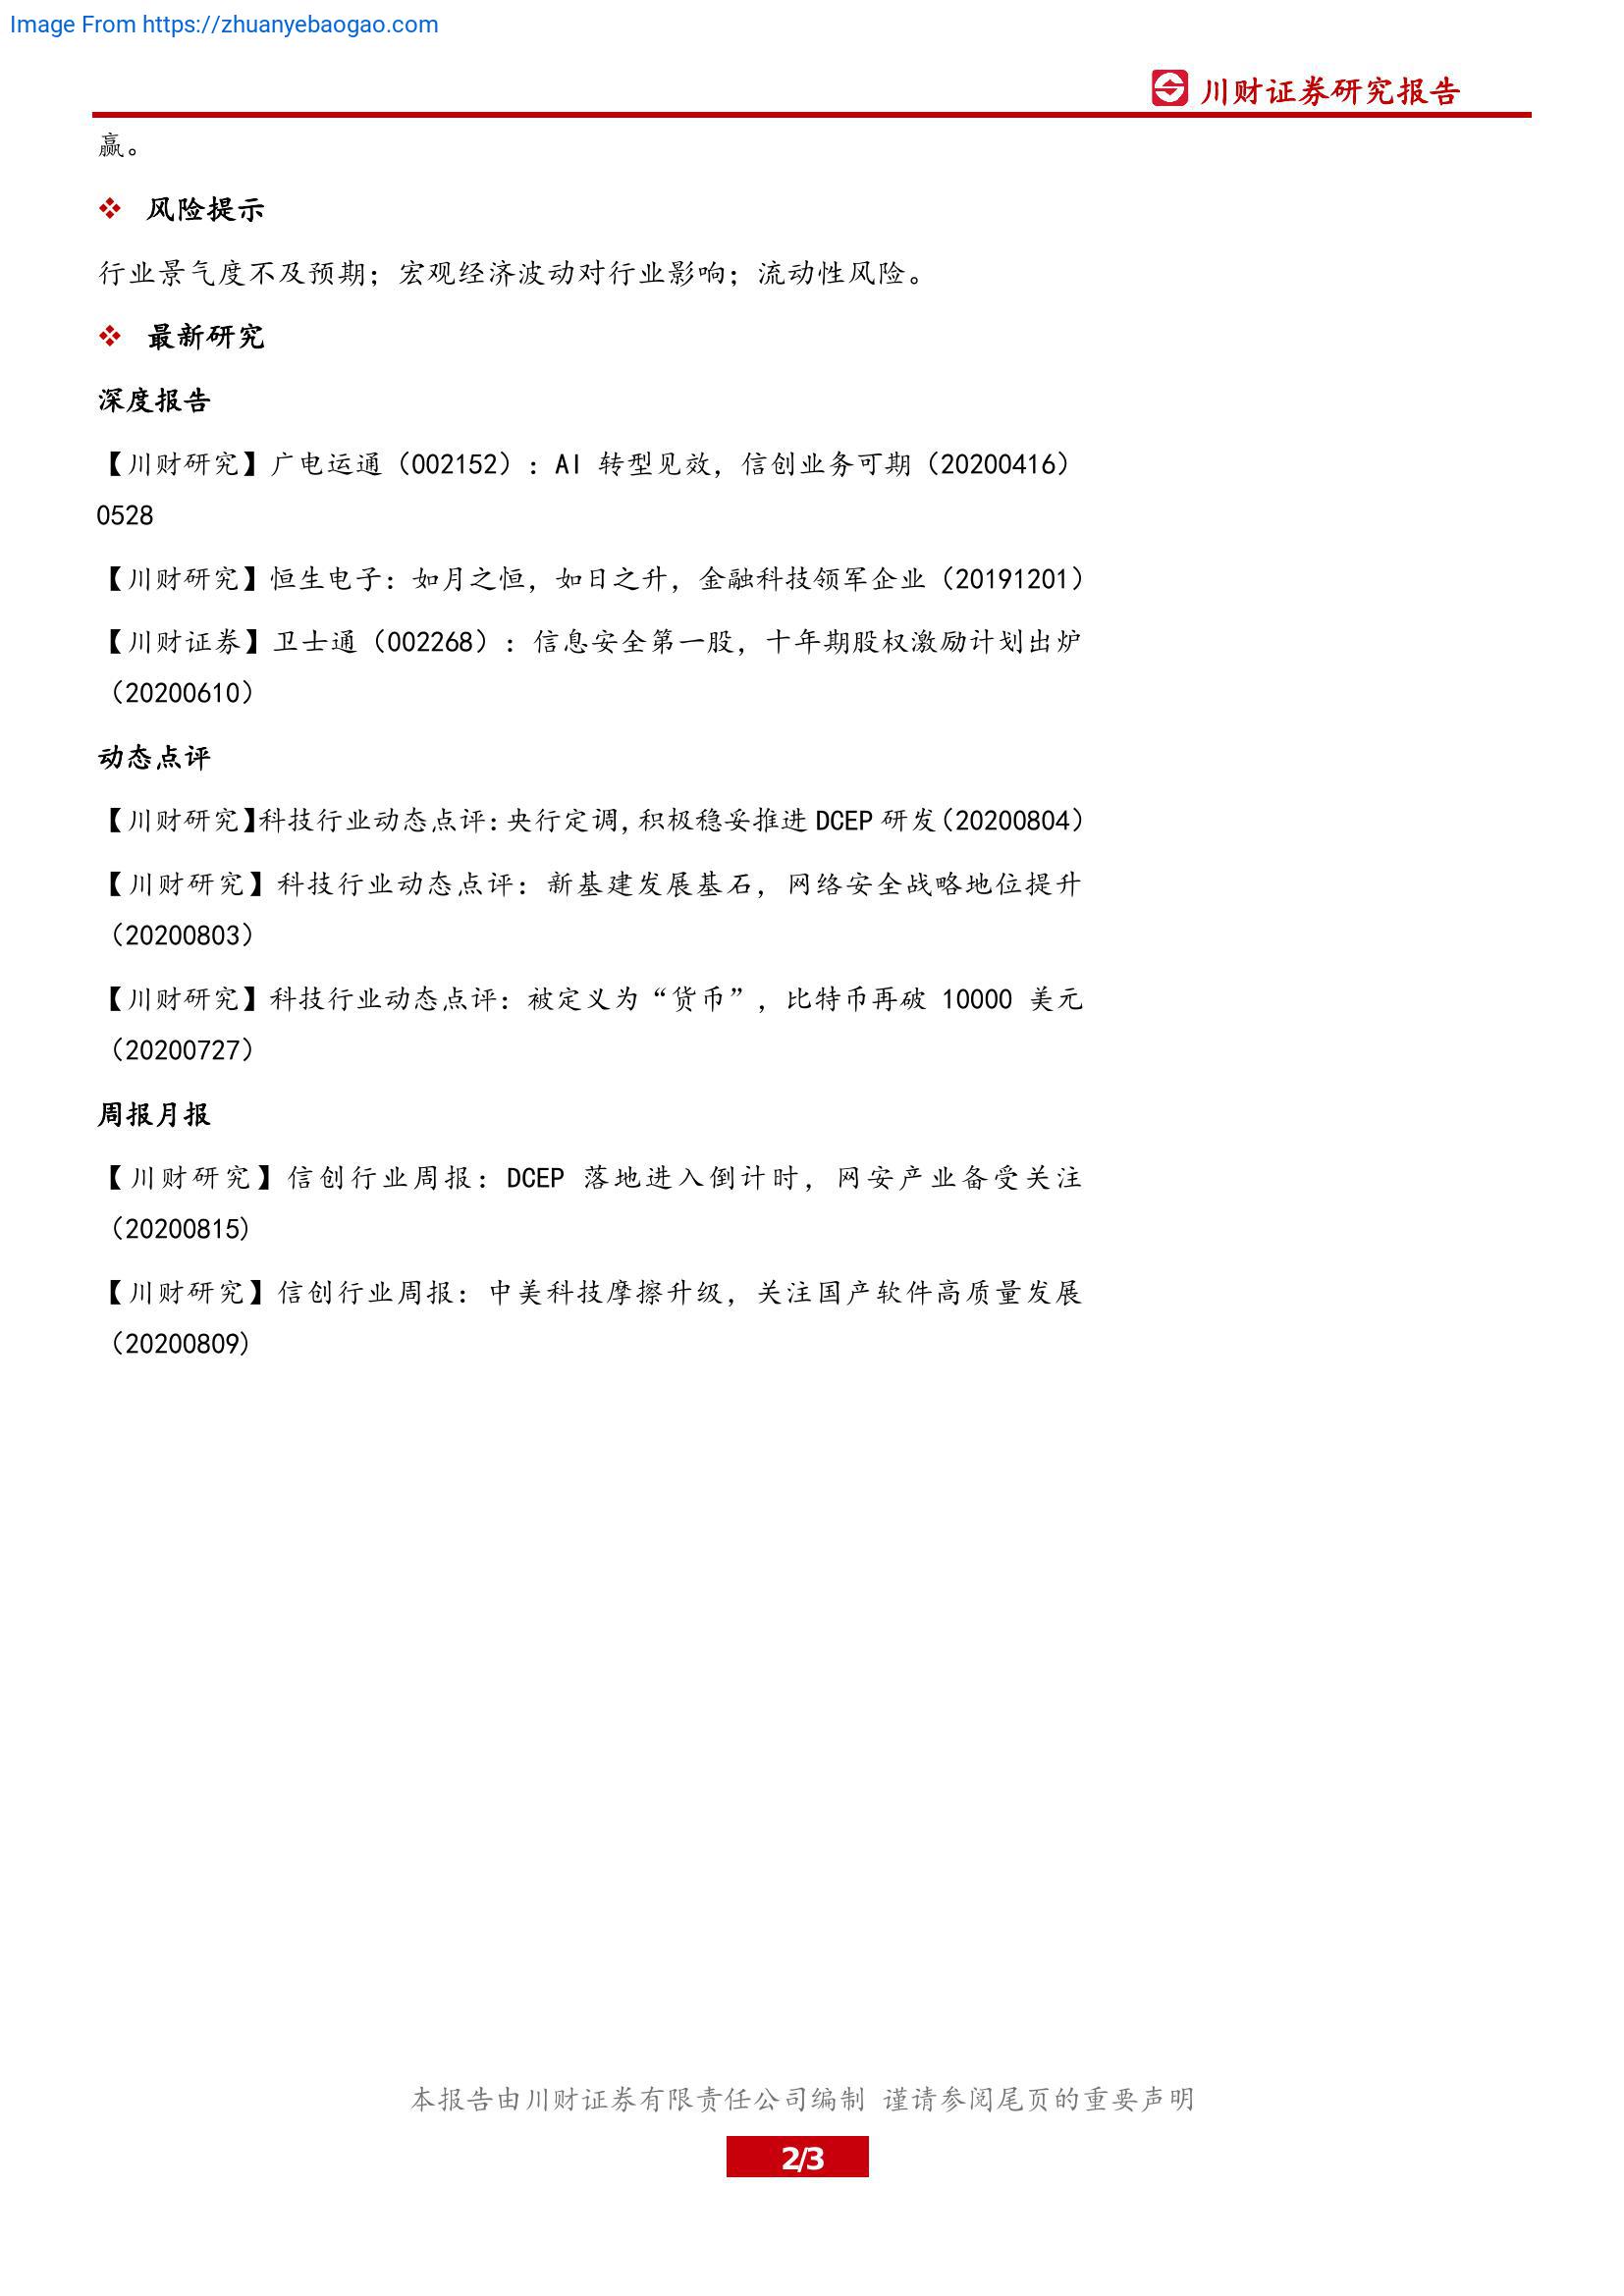 Image From https://zhuanyebaogao.com
川财证券研究报告
赢。
❖ 风险提示
行业景气度不及预期；宏观经济波动对行业影响；流动性风险。
❖ 最新研究
深度报告
【川财研究】广电运通（002152）：AI 转型见效，信创业务可期（20200416）
0528
【川财研究】恒生电子：如月之恒，如日之升，金融科技领军企业（20191201）
【川财证券】卫士通（002268）：信息安全第一股，十年期股权激励计划出炉
（20200610）
动态点评
【川财研究】科技行业动态点评：央行定调，积极稳妥推进 DCEP 研发（20200804）
【川财研究】科技行业动态点评：新基建发展基石，网络安全战略地位提升
（20200803）
【川财研究】科技行业动态点评：被定义为“货币”，比特币再破 10000 美元
（20200727）
周报月报
【川财研究】信创行业周报：DCEP 落地进入倒计时，网安产业备受关注
（20200815)
【川财研究】信创行业周报：中美科技摩擦升级，关注国产软件高质量发展
（20200809)
本报告由川财证券有限责任公司编制 谨请参阅尾页的重要声明
2/3